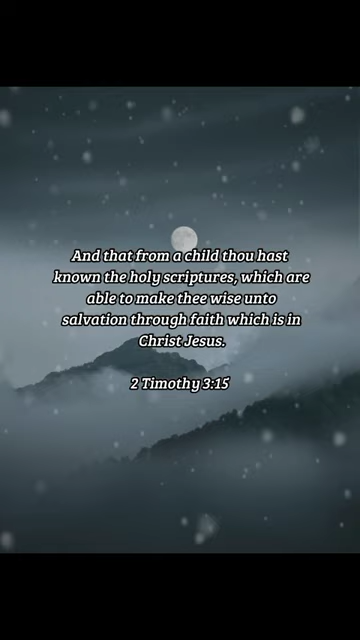 And that from a child thou hast
known the holy scriptures, which are
able to make thee wise unto
salvation through faith which is in
Christ Jesus.
2 Timothy 3:15